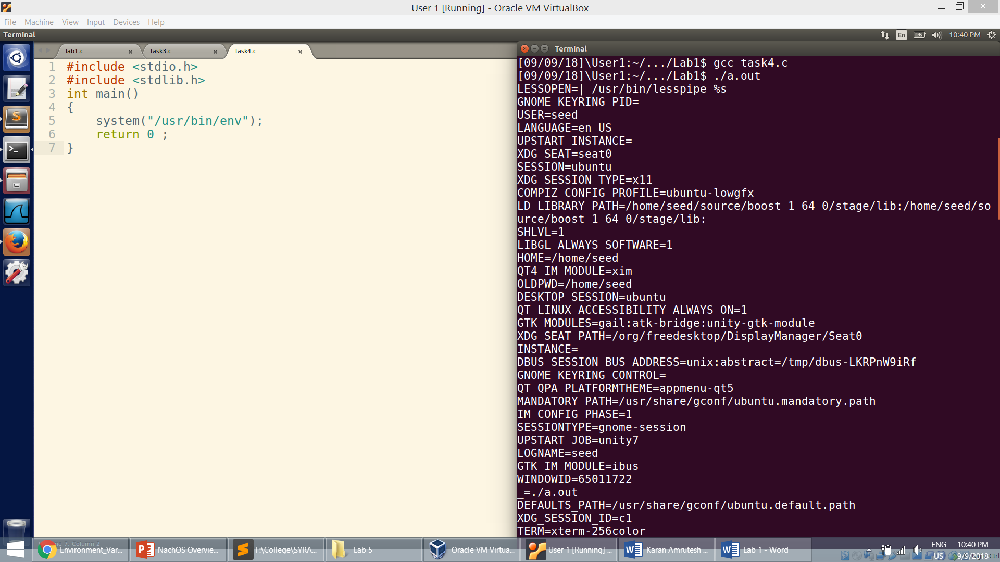 User 1 [Running] - Oracle VM VirtualBox
File Machine View Input Devices Help
Terminal
En
10:40 PM
lab1.c × task3.c × task4.c ×
1 #include <stdio.h>
2 #include <stdlib.h>
3 int main()
4 {
5     system("/usr/bin/env");
6     return 0 ;
7 }
Terminal
[09/09/18]\User1:~/.../Lab1$ gcc task4.c
[09/09/18]\User1:~/.../Lab1$ ./a.out
LESSOPEN=| /usr/bin/lesspipe %s
GNOME_KEYRING_PID=
USER=seed
LANGUAGE=en_US
UPSTART_INSTANCE=
XDG_SEAT=seat0
SESSION=ubuntu
XDG_SESSION_TYPE=x11
COMPIZ_CONFIG_PROFILE=ubuntu-lowgfx
LD_LIBRARY_PATH=/home/seed/source/boost_1_64_0/stage/lib:/home/seed/so
urce/boost_1_64_0/stage/lib:
SHLVL=1
LIBGL_ALWAYS_SOFTWARE=1
HOME=/home/seed
QT4_IM_MODULE=xim
OLDPWD=/home/seed
DESKTOP_SESSION=ubuntu
QT_LINUX_ACCESSIBILITY_ALWAYS_ON=1
GTK_MODULES=gail:atk-bridge:unity-gtk-module
XDG_SEAT_PATH=/org/freedesktop/DisplayManager/Seat0
INSTANCE=
DBUS_SESSION_BUS_ADDRESS=unix:abstract=/tmp/dbus-LKRPnW9iRf
GNOME_KEYRING_CONTROL=
QT_QPA_PLATFORMTHEME=appmenu-qt5
MANDATORY_PATH=/usr/share/gconf/ubuntu.mandatory.path
IM_CONFIG_PHASE=1
SESSIONTYPE=gnome-session
UPSTART_JOB=unity7
LOGNAME=seed
GTK_IM_MODULE=ibus
WINDOWID=65011722
_=./a.out
DEFAULTS_PATH=/usr/share/gconf/ubuntu.default.path
XDG_SESSION_ID=c1
TERM=xterm-256color
7, Column 2
Environment_Var... NachOS Overvie... F:\College\SYRA... Lab 5 Oracle VM Virtua... User 1 [Running] ... Karan Amrutesh ... Lab 1 - Word
ENG 10:40 PM
US 9/9/2018
Ctrl